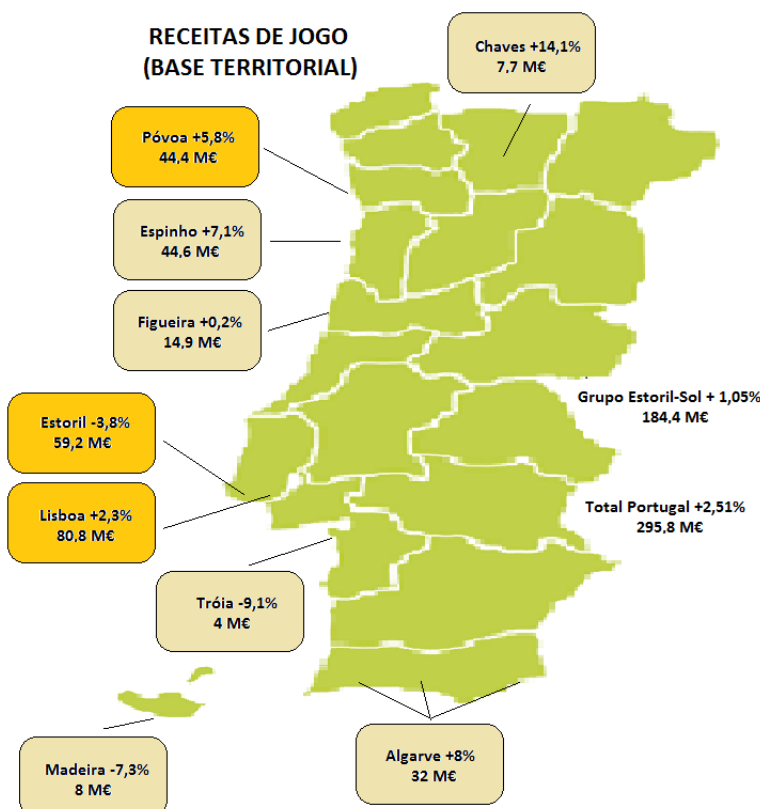 RECEITAS DE JOGO
(BASE TERRITORIAL)
Chaves +14,1%
7,7 M€
Póvoa +5,8%
44,4 M€
Espinho +7,1%
44,6 M€
Figueira +0,2%
14,9 M€
Grupo Estoril-Sol + 1,05%
184,4 M€
Estoril -3,8%
59,2 M€
Lisboa +2,3%
80,8 M€
Total Portugal +2,51%
295,8 M€
Tróia -9,1%
4 M€
Algarve +8%
32 M€
Madeira -7,3%
8 M€